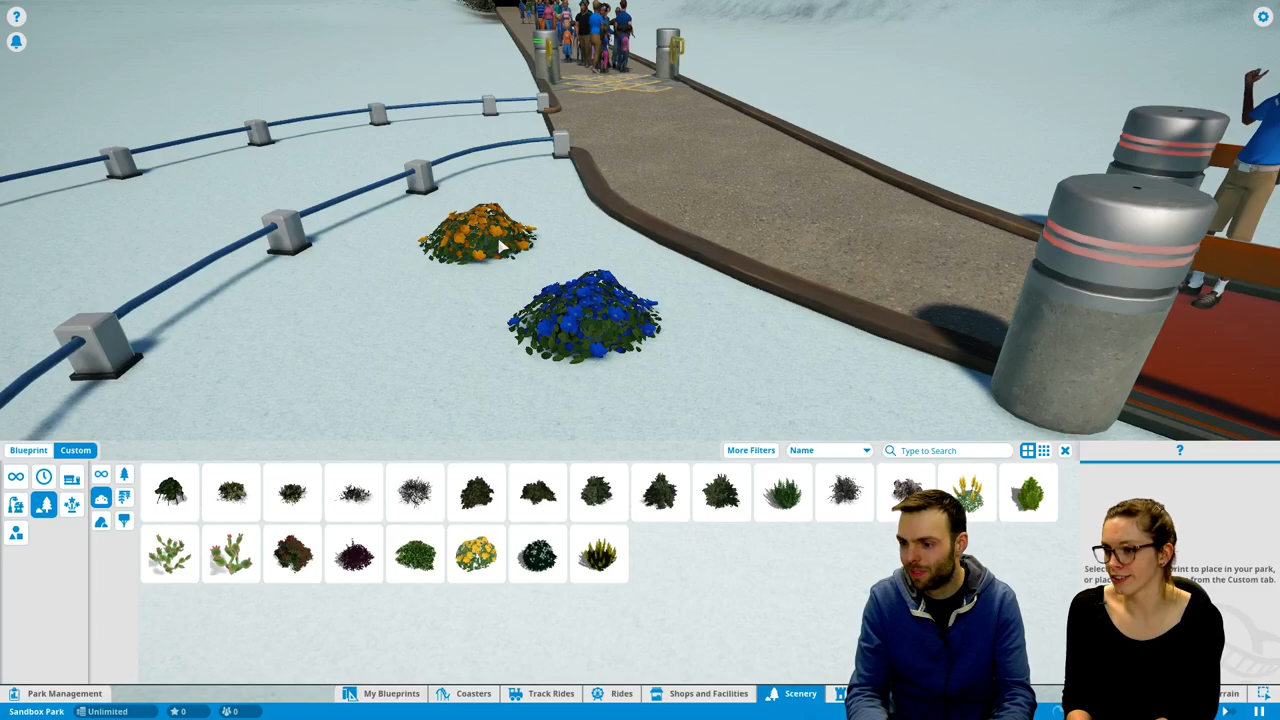 ?
Blueprint
Custom
More Filters
Name
Type to Search
?
Select
print to place in your park,
or plac
from the Custom tab.
Park Management
My Blueprints
Coasters
Track Rides
Rides
Shops and Facilities
Scenery
rrain
Sandbox Park
Unlimited
0
0